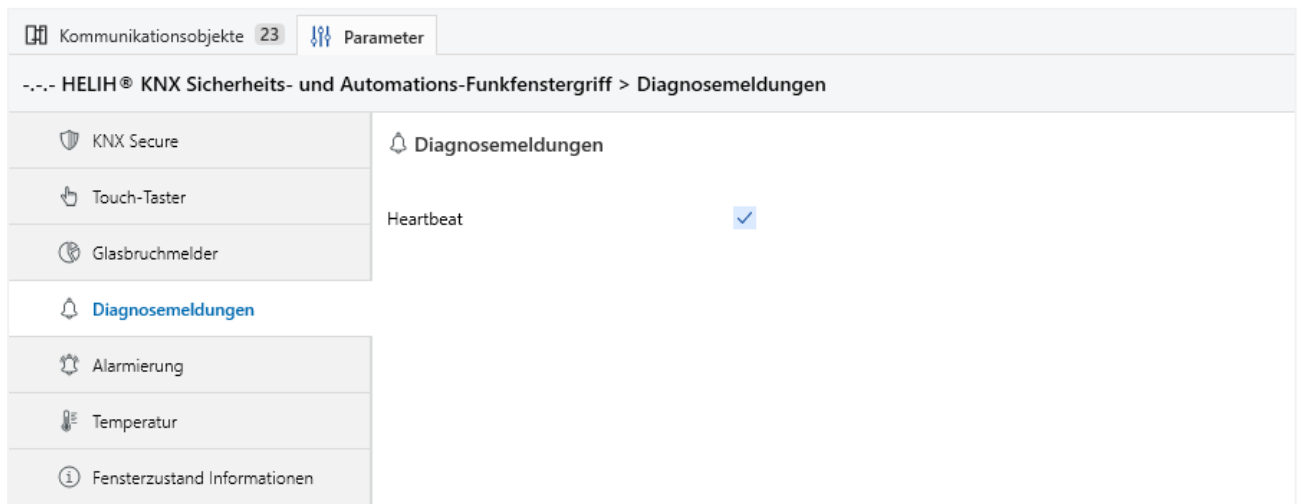 Kommunikationsobjekte 23 Parameter
-.-.- HELIH® KNX Sicherheits- und Automations-Funkfenstergriff > Diagnosemeldungen
KNX Secure
Touch-Taster
Glasbruchmelder
Diagnosemeldungen
Alarmierung
Temperatur
Fensterzustand Informationen
Diagnosemeldungen
Heartbeat